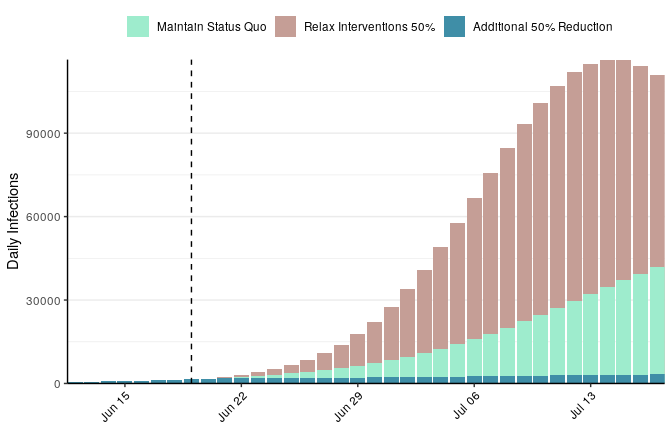 Maintain Status Quo Relax Interventions 50% Additional 50% Reduction
Daily Infections
90000
60000
30000
0
Jun 15 Jun 22 Jun 29 Jul 06 Jul 13